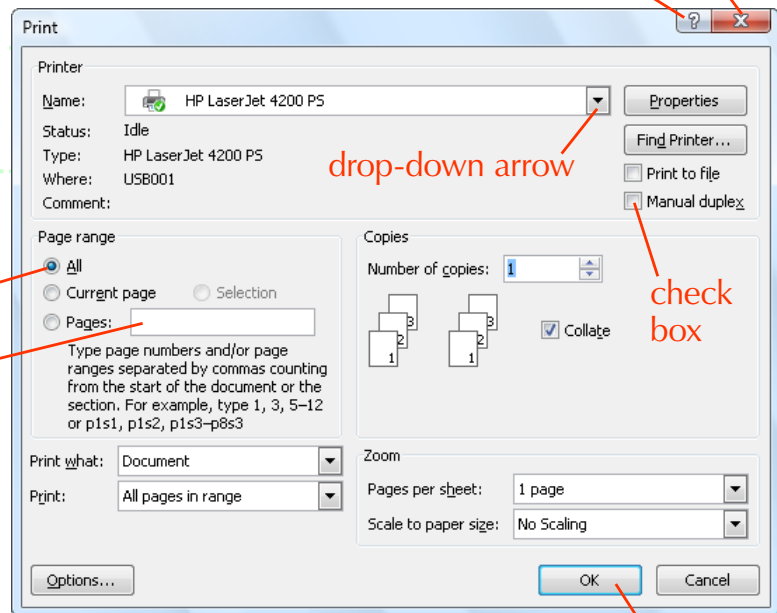 Print
Printer
Name: HP LaserJet 4200 PS
Properties
Status: Idle
Find Printer...
Type: HP LaserJet 4200 PS
drop-down arrow
Where: USB001
Print to file
Comment:
Manual duplex
Page range
All
Current page
Selection
Pages:
Type page numbers and/or page
ranges separated by commas counting
from the start of the document or the
section. For example, type 1, 3, 5–12
or p1s1, p1s2, p1s3–p8s3
Copies
Number of copies: 1
check
box
3
2
1
3
2
1
Collate
Print what: Document
Print: All pages in range
Zoom
Pages per sheet: 1 page
Scale to paper size: No Scaling
Options...
OK
Cancel